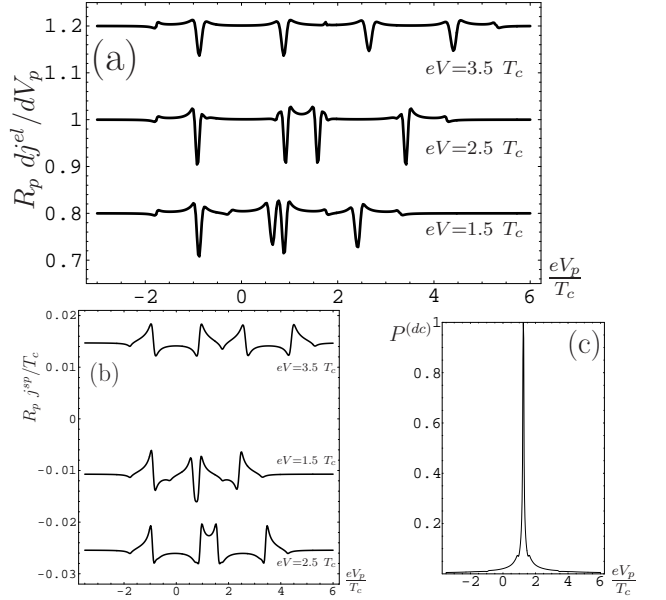 (a)
R_p dj^{el}/dV_p
1.2
1.1
1
0.9
0.8
0.7
eV=3.5 T_c
eV=2.5 T_c
eV=1.5 T_c
-2 0 2 4 6
eV_p/T_c
(b)
R_p j^{sp}/T_c
0.02
0.014
0
-0.01
-0.02
-0.03
eV=3.5 T_c
eV=1.5 T_c
eV=2.5 T_c
-2 0 2 4 6
eV_p/T_c
P^{(dc)}
(c)
1
0.8
0.6
0.4
0.2
-2 0 2 4 6
eV_p/T_c